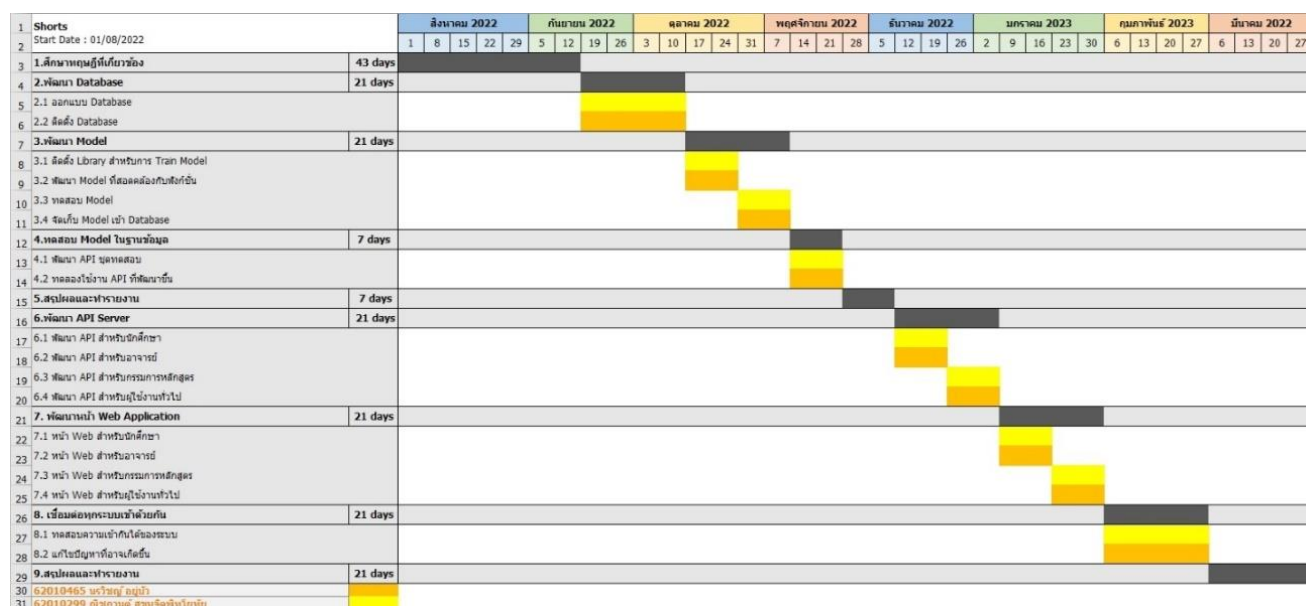 1 Shorts สิงหาคม 2022 กันยายน 2022 ตุลาคม 2022 พฤศจิกายน 2022 ธันวาคม 2022 มกราคม 2023 กุมภาพันธ์ 2023 มีนาคม 2022
2 Start Date : 01/08/2022 1 8 15 22 29 5 12 19 26 3 10 17 24 31 7 14 21 28 5 12 19 26 2 9 16 23 30 6 13 20 27 6 13 20 27
3 1.ศึกษาทฤษฎีที่เกี่ยวข้อง 43 days
4 2.พัฒนา Database 21 days
5 2.1 ออกแบบ Database
6 2.2 ติดตั้ง Database
7 3.พัฒนา Model 21 days
8 3.1 ติดตั้ง Library สำหรับการ Train Model
9 3.2 พัฒนา Model ที่สอดคล้องกับฟังก์ชั่น
10 3.3 ทดสอบ Model
11 3.4 จัดเก็บ Model เข้า Database
12 4.ทดสอบ Model ในฐานข้อมูล 7 days
13 4.1 พัฒนา API ชุดทดสอบ
14 4.2 ทดลองใช้งาน API ที่พัฒนาขึ้น
15 5.สรุปผลและทำรายงาน 7 days
16 6.พัฒนา API Server 21 days
17 6.1 พัฒนา API สำหรับนักศึกษา
18 6.2 พัฒนา API สำหรับอาจารย์
19 6.3 พัฒนา API สำหรับกรรมการหลักสูตร
20 6.4 พัฒนา API สำหรับผู้ใช้งานทั่วไป
21 7. พัฒนาหน้า Web Application 21 days
22 7.1 หน้า Web สำหรับนักศึกษา
23 7.2 หน้า Web สำหรับอาจารย์
24 7.3 หน้า Web สำหรับกรรมการหลักสูตร
25 7.4 หน้า Web สำหรับผู้ใช้งานทั่วไป
26 8. เชื่อมต่อทุกระบบเข้าด้วยกัน 21 days
27 8.1 ทดสอบความเข้ากันได้ของระบบ
28 8.2 แก้ไขปัญหาที่อาจเกิดขึ้น
29 9.สรุปผลและทำรายงาน 21 days
30 62010465
31 62010299